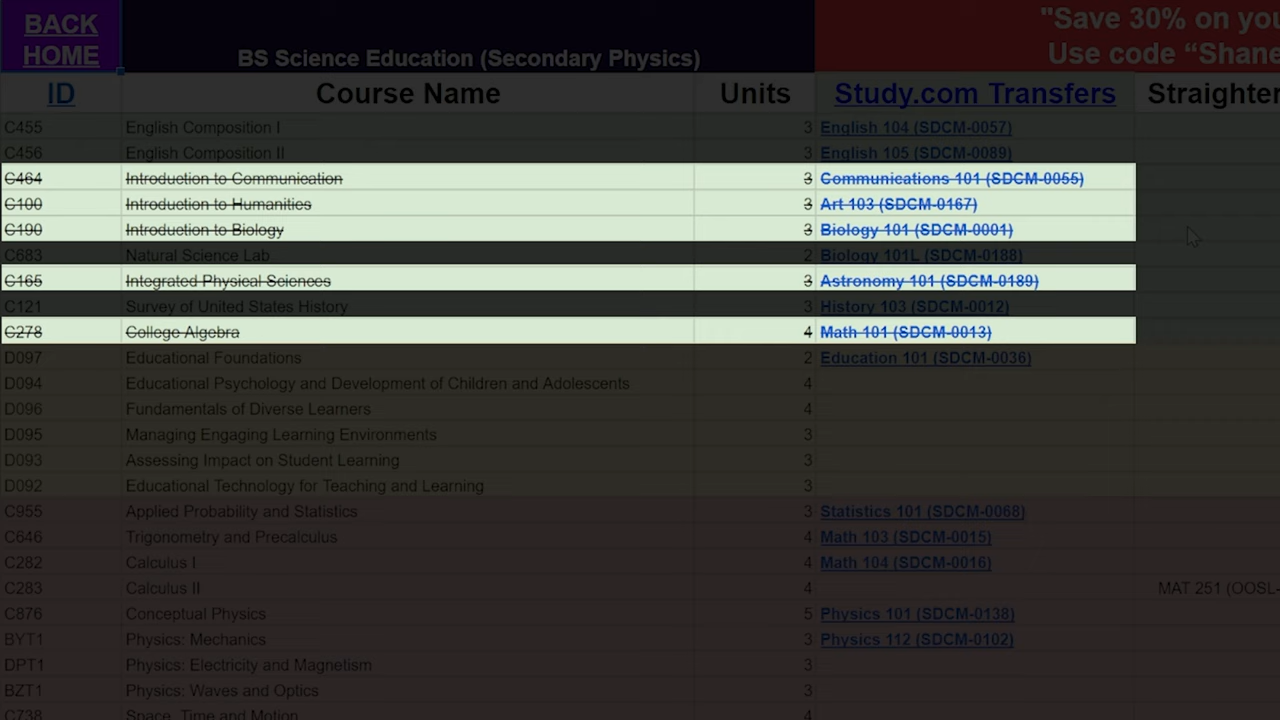 BACK HOME
BS Science Education (Secondary Physics)
"Save 30% on you
Use code “Shane
ID Course Name Units Study.com Transfers Straighter
C455 English Composition I 3 English 104 (SDCM-0057)
C456 English Composition II 3 English 105 (SDCM-0089)
C464 Introduction to Communication 3 Communications 101 (SDCM-0055)
C100 Introduction to Humanities 3 Art 103 (SDCM-0167)
C190 Introduction to Biology 3 Biology 101 (SDCM-0001)
C683 Natural Science Lab 2 Biology 101L (SDCM-0188)
C165 Integrated Physical Sciences 3 Astronomy 101 (SDCM-0189)
C121 Survey of United States History 3 History 103 (SDCM-0012)
C278 College Algebra 4 Math 101 (SDCM-0013)
D097 Educational Foundations 2 Education 101 (SDCM-0036)
D094 Educational Psychology and Development of Children and Adolescents 4
D096 Fundamentals of Diverse Learners 4
D095 Managing Engaging Learning Environments 3
D093 Assessing Impact on Student Learning 3
D092 Educational Technology for Teaching and Learning 3
C955 Applied Probability and Statistics 3 Statistics 101 (SDCM-0068)
C646 Trigonometry and Precalculus 4 Math 103 (SDCM-0015)
C282 Calculus I 4 Math 104 (SDCM-0016)
C283 Calculus II 4 MAT 251 (OOSL-
C876 Conceptual Physics 5 Physics 101 (SDCM-0138)
BYT1 Physics: Mechanics 3 Physics 112 (SDCM-0102)
DPT1 Physics: Electricity and Magnetism 3
BZT1 Physics: Waves and Optics 3
C738 Space, Time and Motion 4